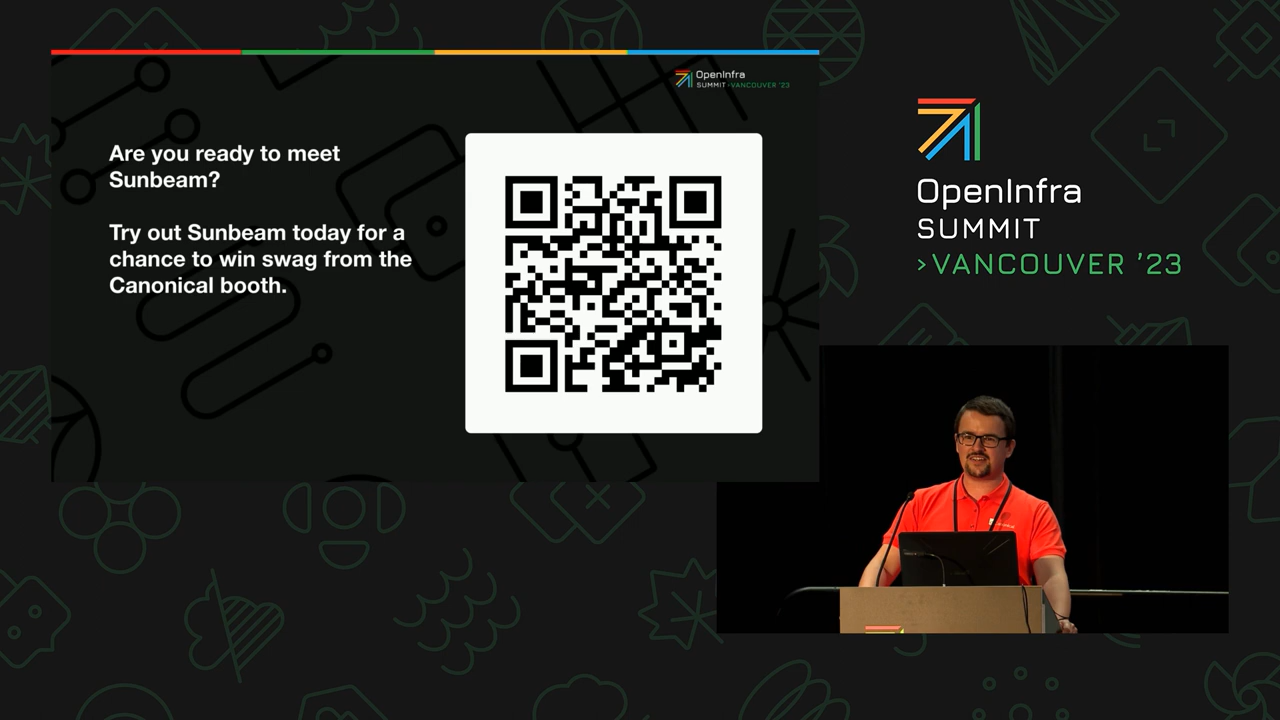 OpenInfra
SUMMIT >VANCOUVER '23
Are you ready to meet
Sunbeam?
Try out Sunbeam today for a
chance to win swag from the
Canonical booth.
OpenInfra
SUMMIT
>VANCOUVER '23